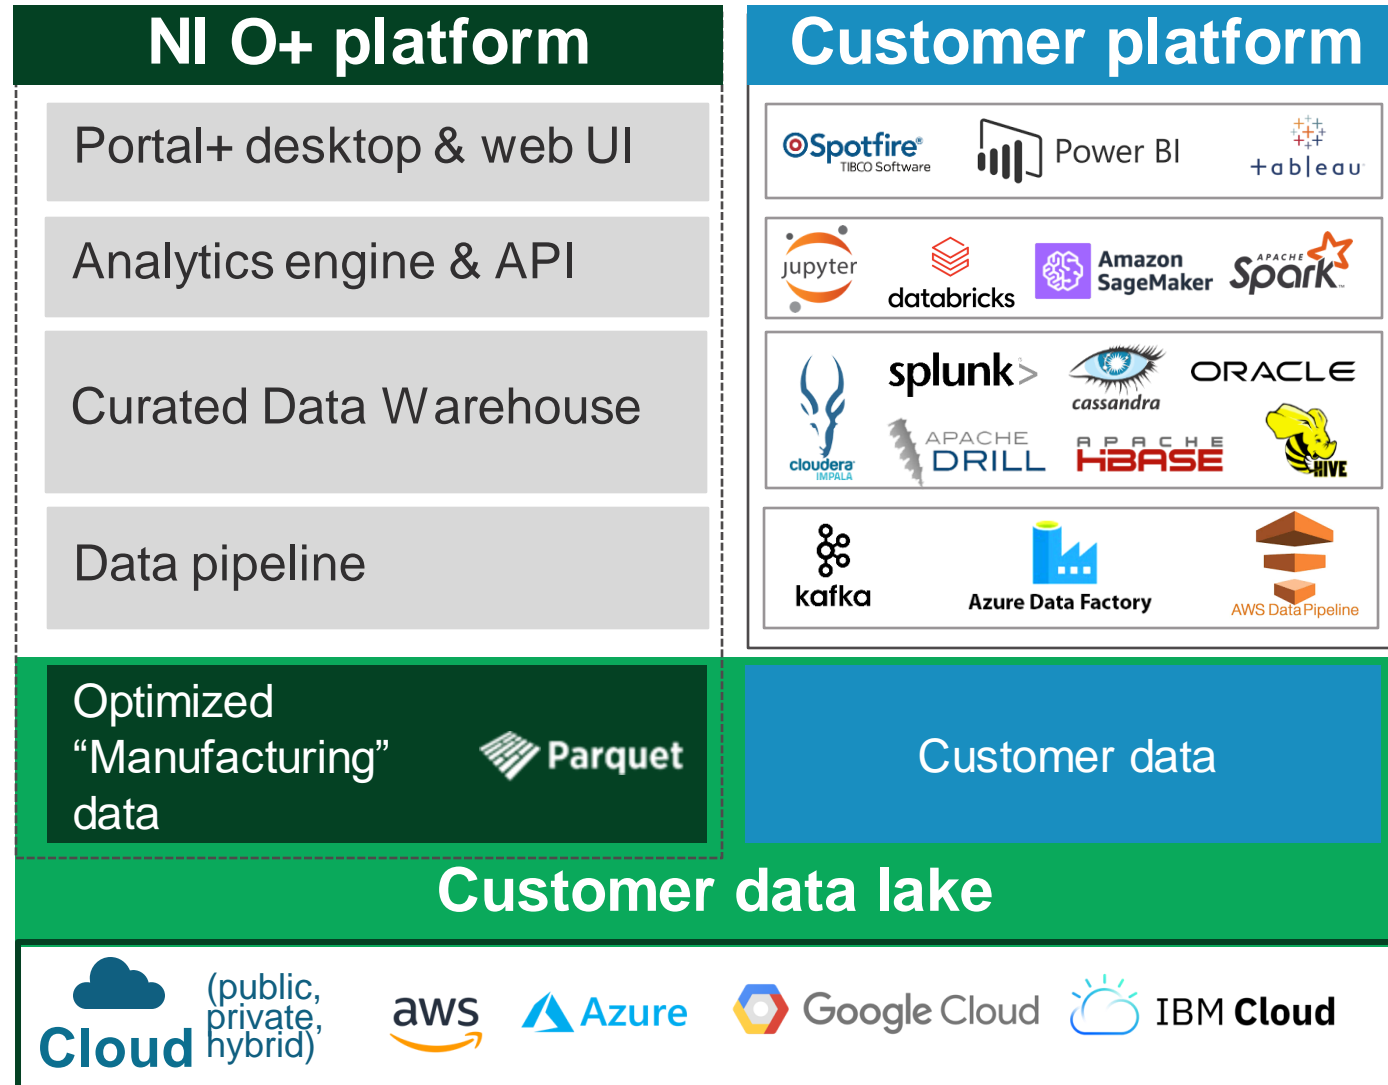 NI O+ platform
Customer platform
Portal+ desktop & web UI
Spotfire®
TIBCO Software
Power BI
+ableau
Analytics engine & API
jupyter
databricks
Amazon
SageMaker
APACHE
Spark
Curated Data Warehouse
cloudera
IMPALA
splunk>
cassandra
ORACLE
APACHE
DRILL
APACHE
HBASE
HIVE
Data pipeline
kafka
Azure Data Factory
AWS Data Pipeline
Optimized
“Manufacturing”
data
Parquet
Customer data
Customer data lake
Cloud
(public,
private,
hybrid)
aws
Azure
Google Cloud
IBM Cloud